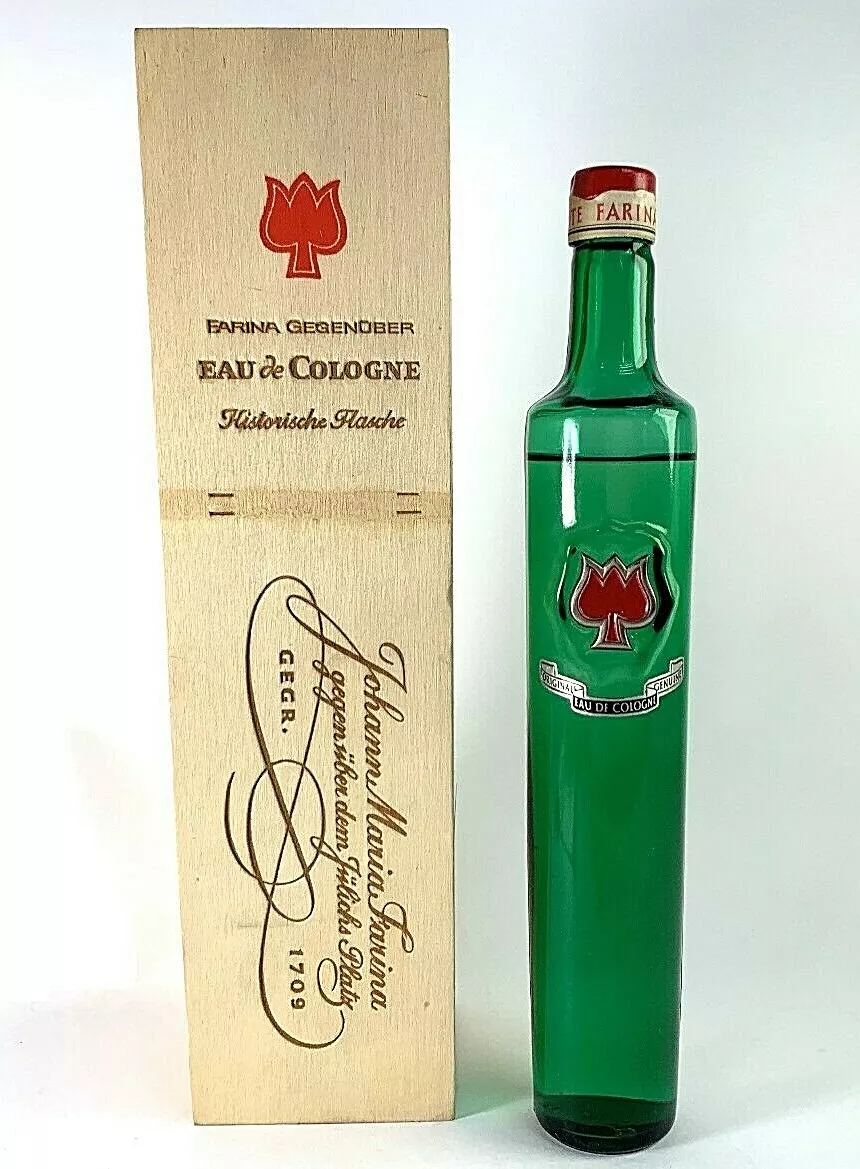 FARINA GEGENÜBER
EAU de COLOGNE
Historische Flasche
Johann Maria Farina
gegenüber dem Jülichs Platz
GEGR. 1709
TE FARINA
ORIGINAL GENUINE
EAU DE COLOGNE